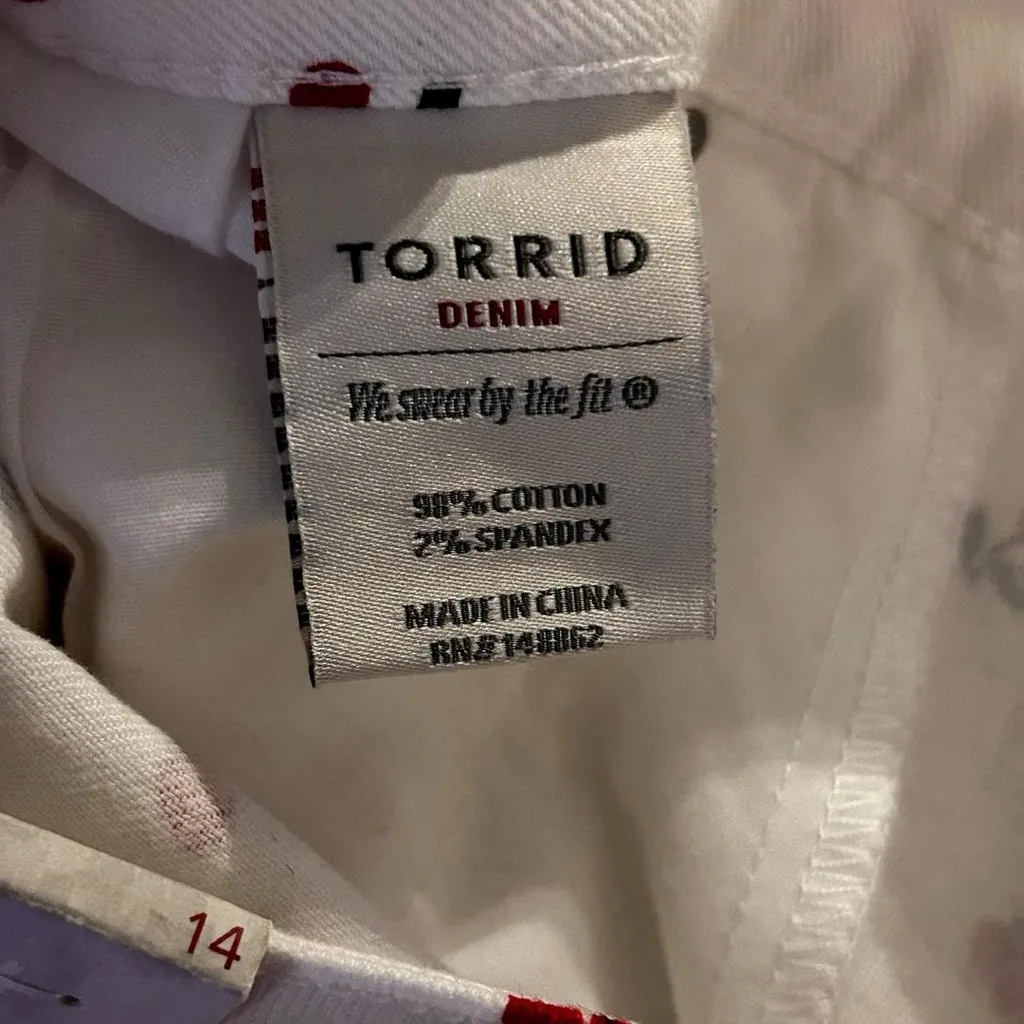 TORRID
DENIM
We swear by the fit ®
98% COTTON
2% SPANDEX
MADE IN CHINA
RN# 148862
14